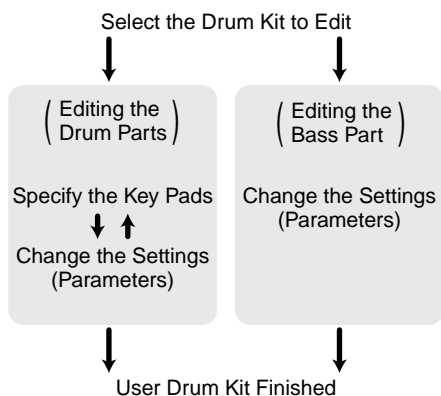 Select the Drum Kit to Edit
(Editing the
Drum Parts)
Specify the Key Pads
Change the Settings
(Parameters)
(Editing the
Bass Part)
Change the Settings
(Parameters)
User Drum Kit Finished